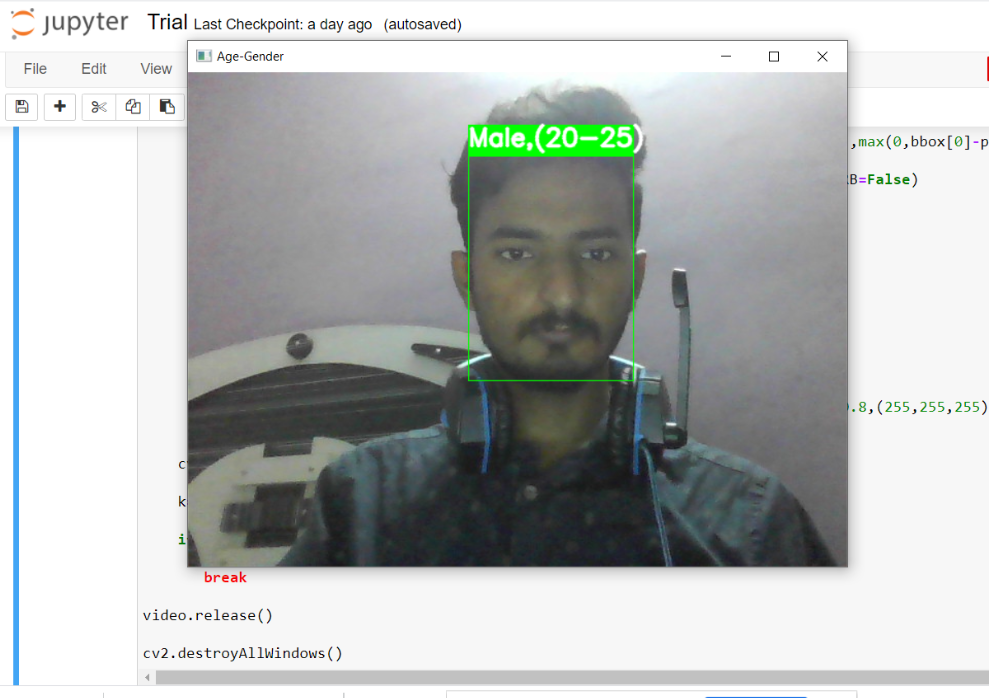 jupyter Trial Last Checkpoint: a day ago (autosaved)
Age-Gender
File Edit View
Male,(20-25)
,max(0,bbox[0]-p
B=False)
.8,(255,255,255)
c
k
i
break
video.release()
cv2.destroyAllWindows()